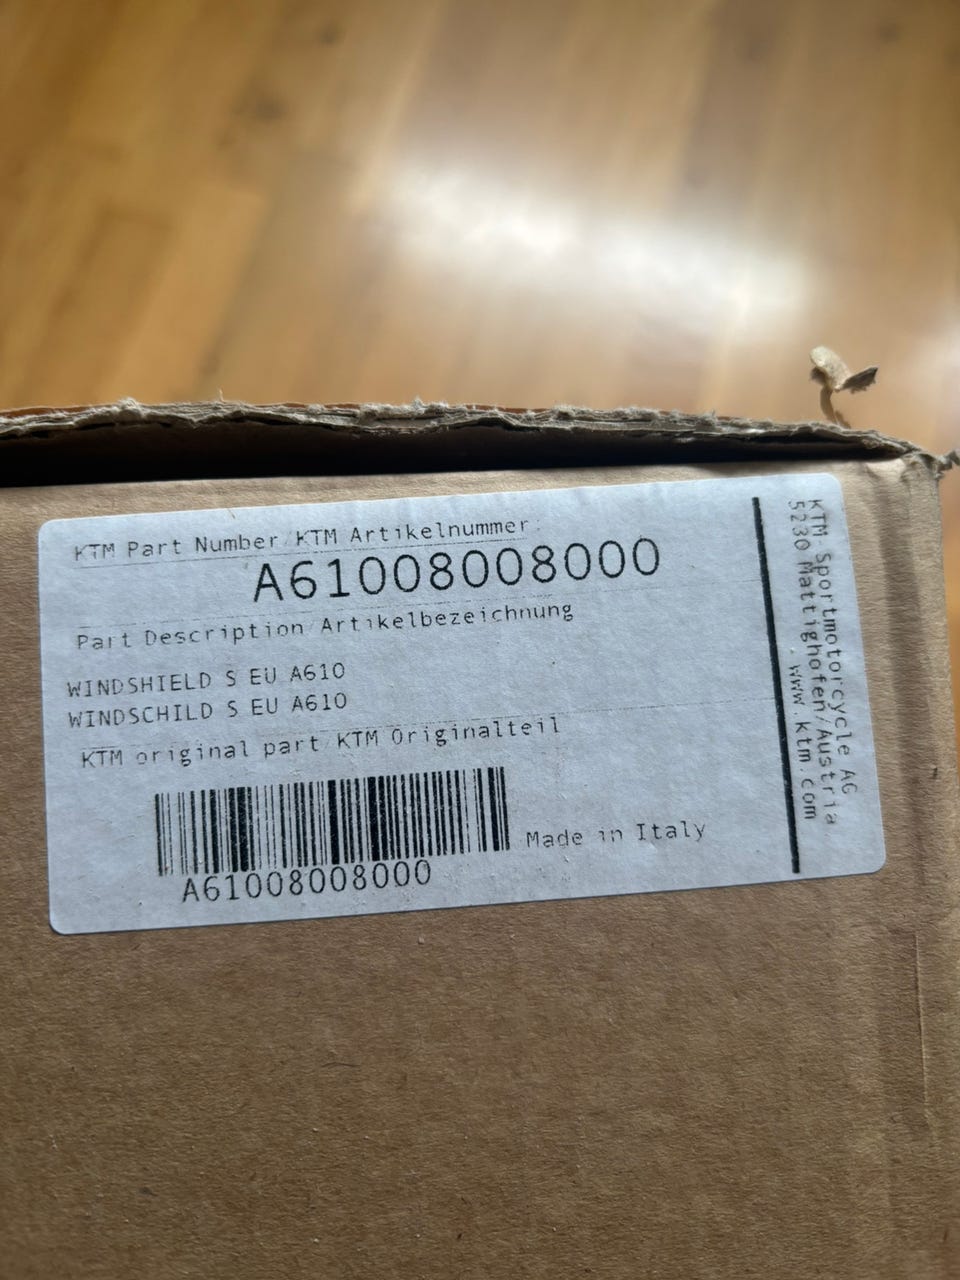 KTM Part Number/KTM Artikelnummer:
A61008008000
Part Description/Artikelbezeichnung
WINDSHIELD S EU A610
WINDSCHILD S EU A610
KTM original part/KTM Originalteil
A61008008000
Made in Italy
KTM Sportmotorcycle AG
5230 Mattighofen/Austria
www.ktm.com